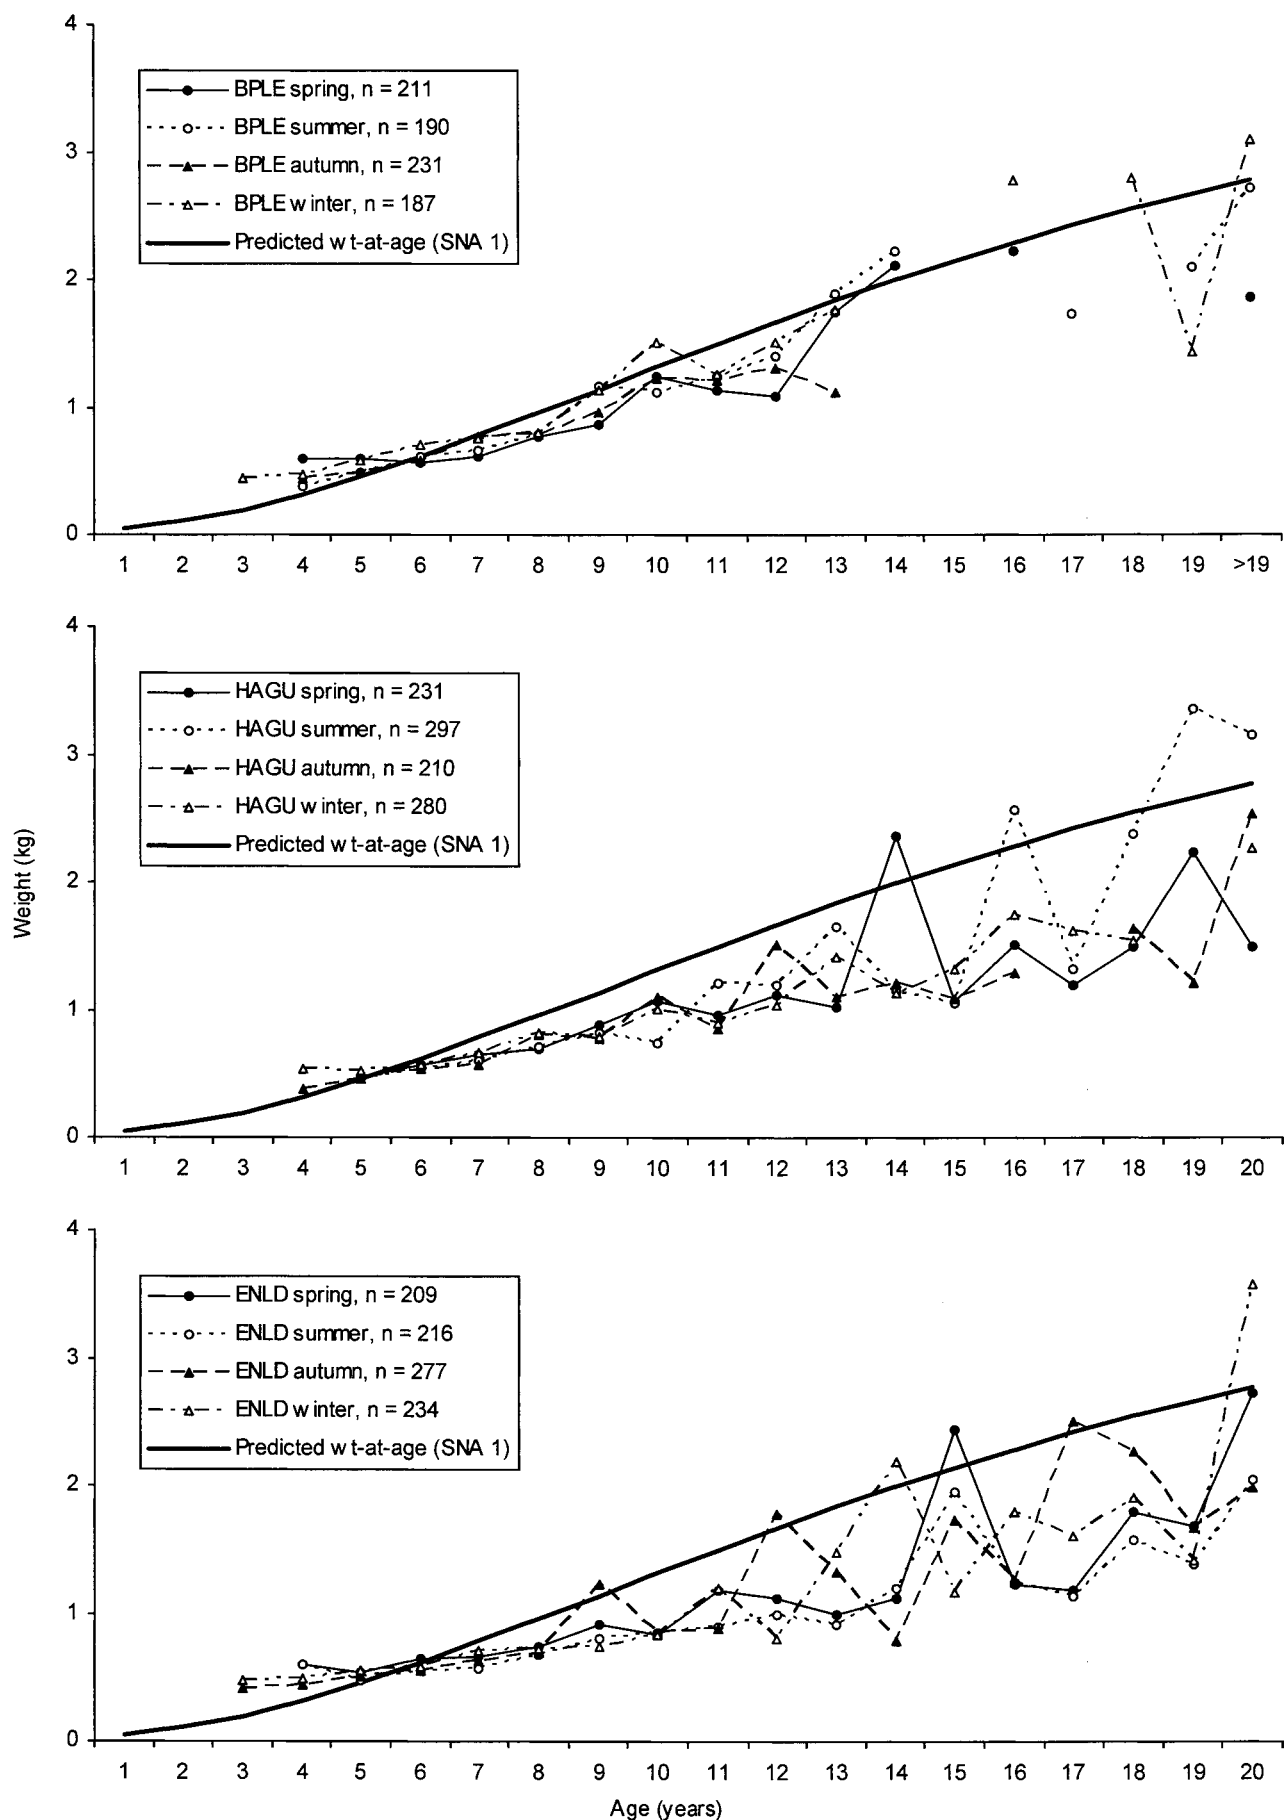 4
BPLE spring, n = 211
BPLE summer, n = 190
3
BPLE autumn, n = 231
BPLE winter, n = 187
Predicted wt-at-age (SNA 1)
2
1
0
1 2 3 4 5 6 7 8 9 10 11 12 13 14 15 16 17 18 19 >19
4
HAGU spring, n = 231
HAGU summer, n = 297
3
HAGU autumn, n = 210
HAGU winter, n = 280
Predicted wt-at-age (SNA 1)
Weight (kg)
2
1
0
1 2 3 4 5 6 7 8 9 10 11 12 13 14 15 16 17 18 19 20
4
ENLD spring, n = 209
ENLD summer, n = 216
3
ENLD autumn, n = 277
ENLD winter, n = 234
Predicted wt-at-age (SNA 1)
2
1
0
1 2 3 4 5 6 7 8 9 10 11 12 13 14 15 16 17 18 19 20
Age (years)